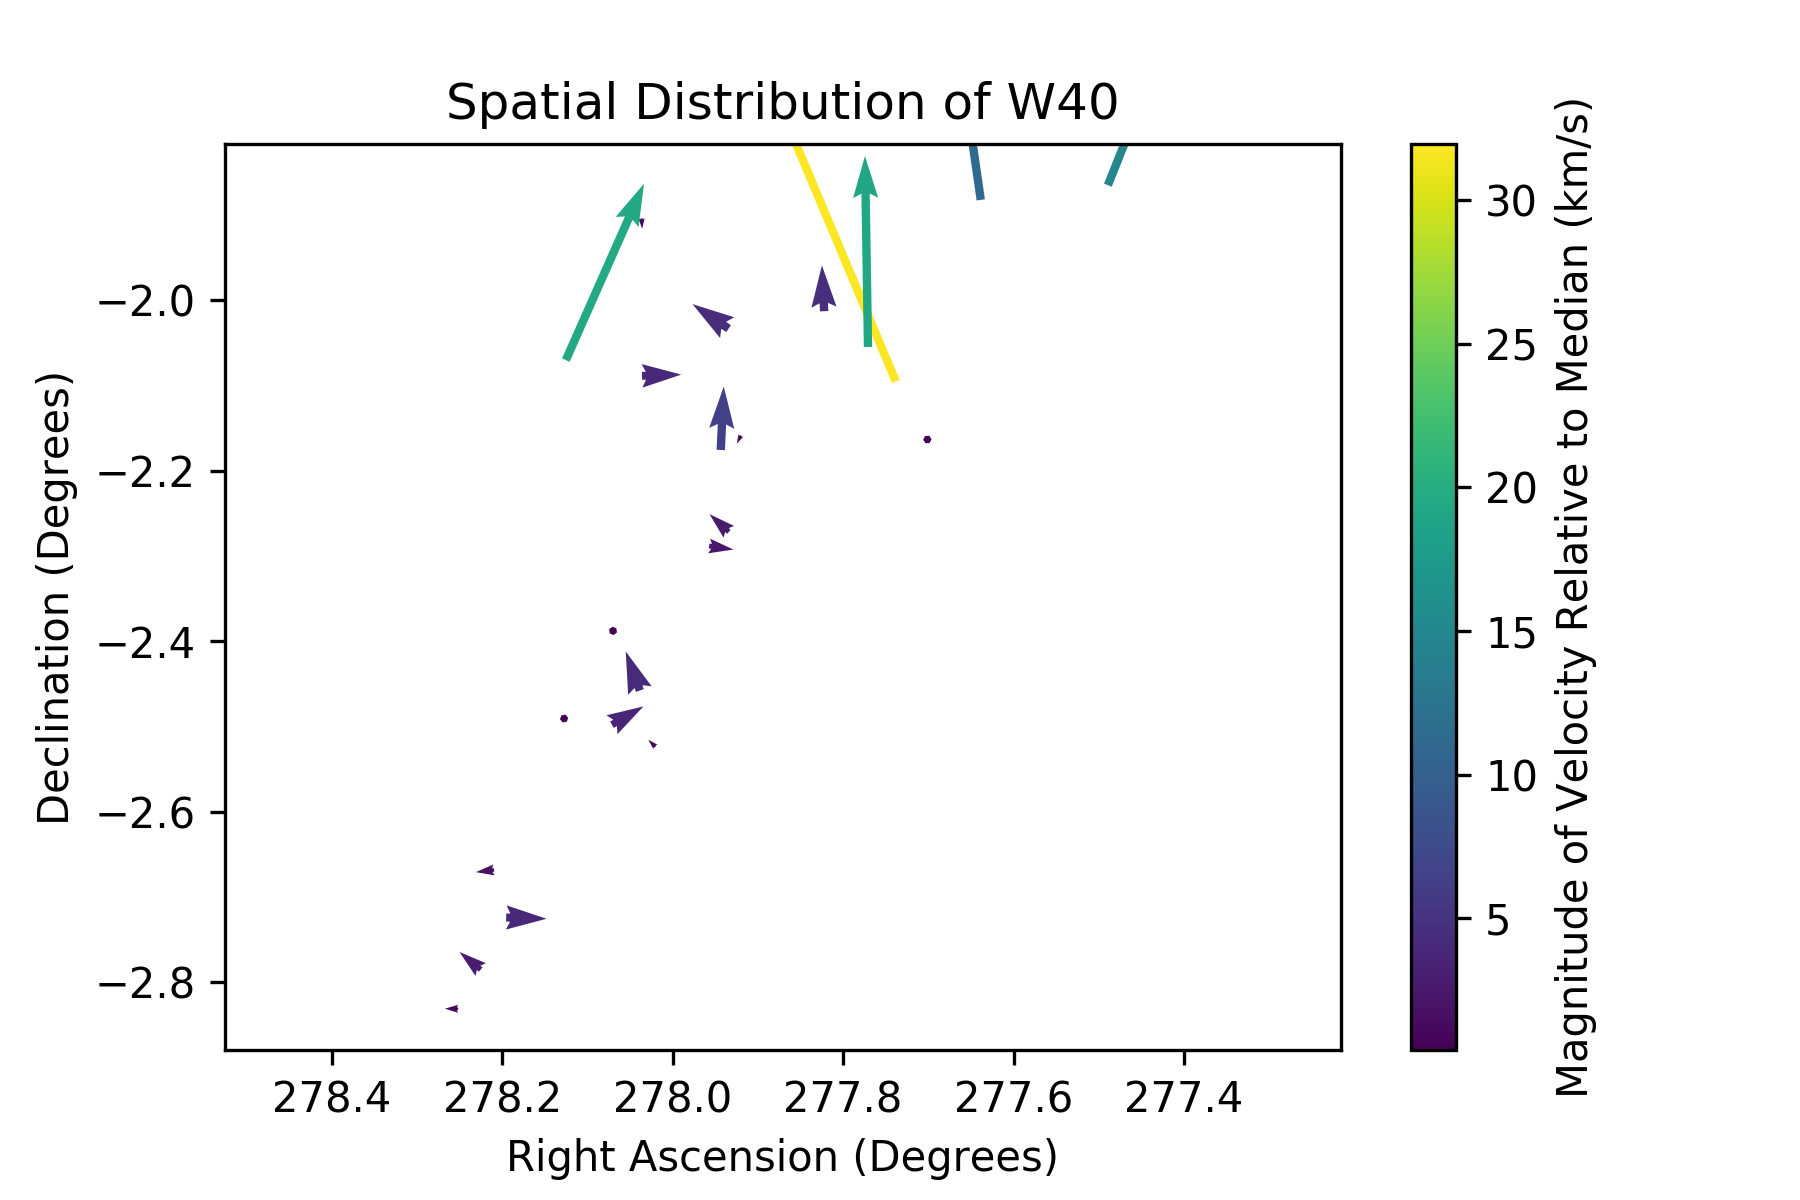 Spatial Distribution of W40
−2.0
−2.2
−2.4
−2.6
−2.8
Declination (Degrees)
278.4 278.2 278.0 277.8 277.6 277.4
Right Ascension (Degrees)
30
25
20
15
10
5
Magnitude of Velocity Relative to Median (km/s)